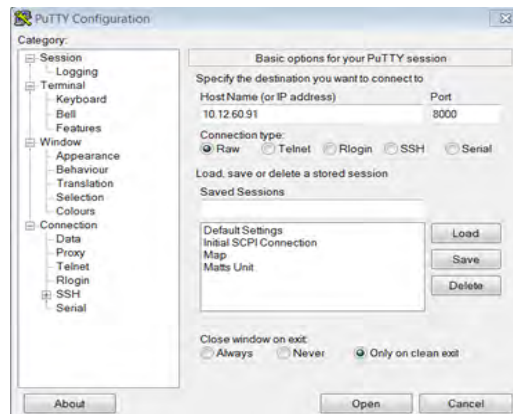 PuTTY Configuration
Category:
Session
Logging
Terminal
Keyboard
Bell
Features
Window
Appearance
Behaviour
Translation
Selection
Colours
Connection
Data
Proxy
Telnet
Rlogin
SSH
Serial
Basic options for your PuTTY session
Specify the destination you want to connect to
Host Name (or IP address) Port
10.12.60.91 8000
Connection type:
Raw Telnet Rlogin SSH Serial
Load, save or delete a stored session
Saved Sessions
Default Settings
Initial SCPI Connection
Map
Matts Unit
Load
Save
Delete
Close window on exit:
Always Never Only on clean exit
About Open Cancel